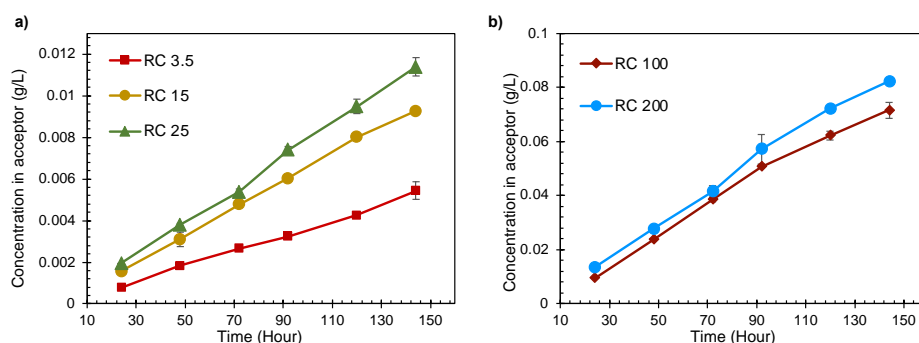 a)
Concentration in acceptor (g/L)
0.012
0.01
0.008
0.006
0.004
0.002
0
RC 3.5
RC 15
RC 25
10 30 50 70 90 110 130 150
Time (Hour)
b)
Concentration in acceptor (g/L)
0.1
0.08
0.06
0.04
0.02
0
RC 100
RC 200
10 30 50 70 90 110 130 150
Time (Hour)